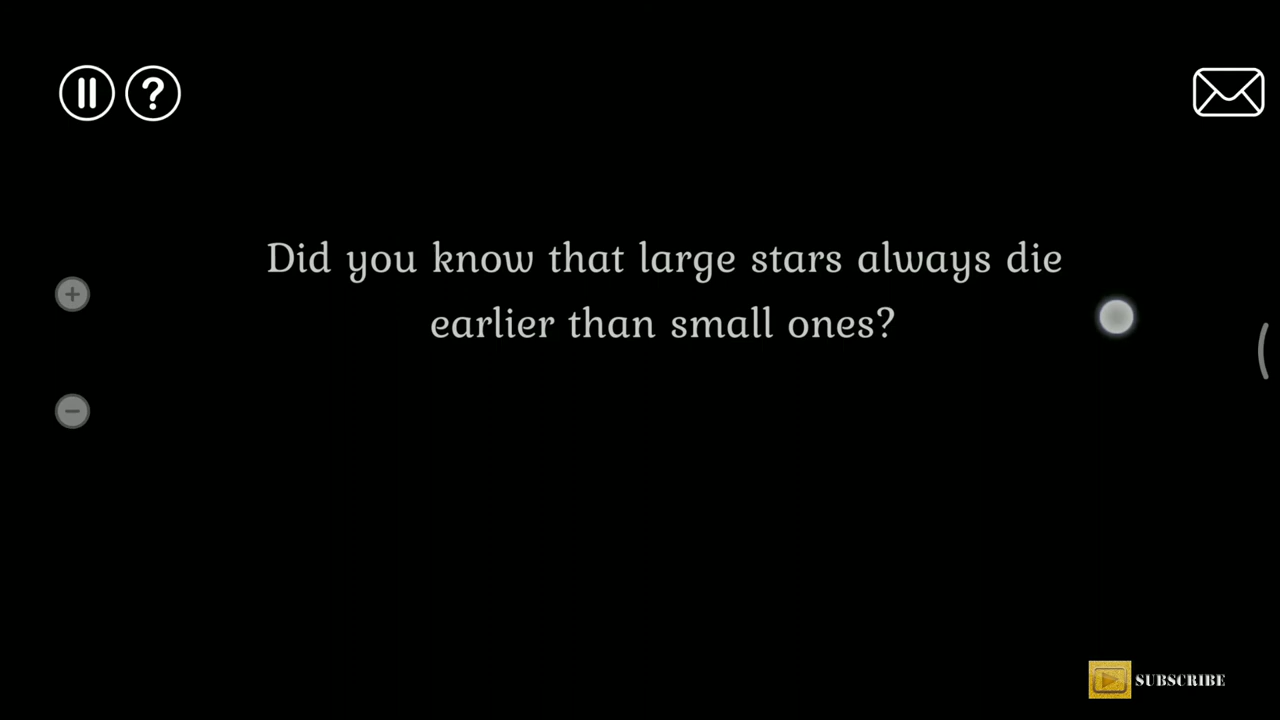 ?
Did you know that large stars always die
earlier than small ones?
SUBSCRIBE